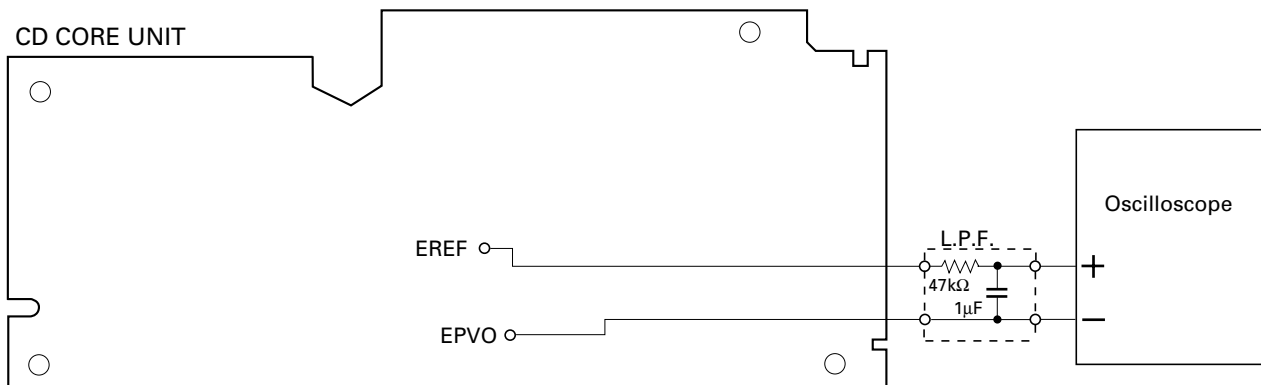 CD CORE UNIT
Oscilloscope
L.P.F.
EREF
+
47kΩ
1µF
EPVO
−